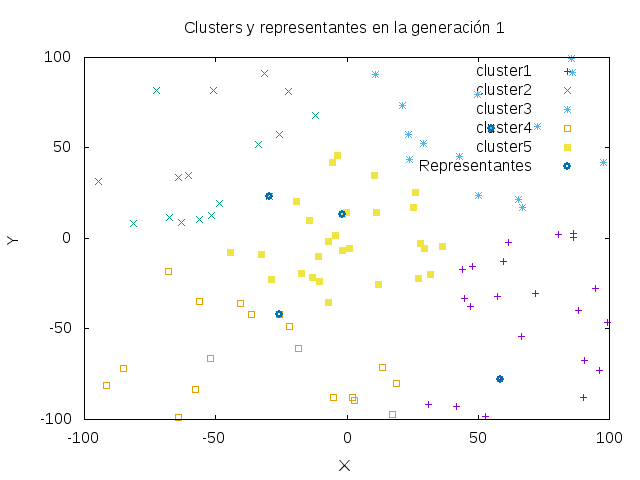 Clusters y representantes en la generación 1
cluster1
cluster2
cluster3
cluster4
cluster5
Representantes
100
50
0
-50
-100
Y
-100
-50
0
50
100
X